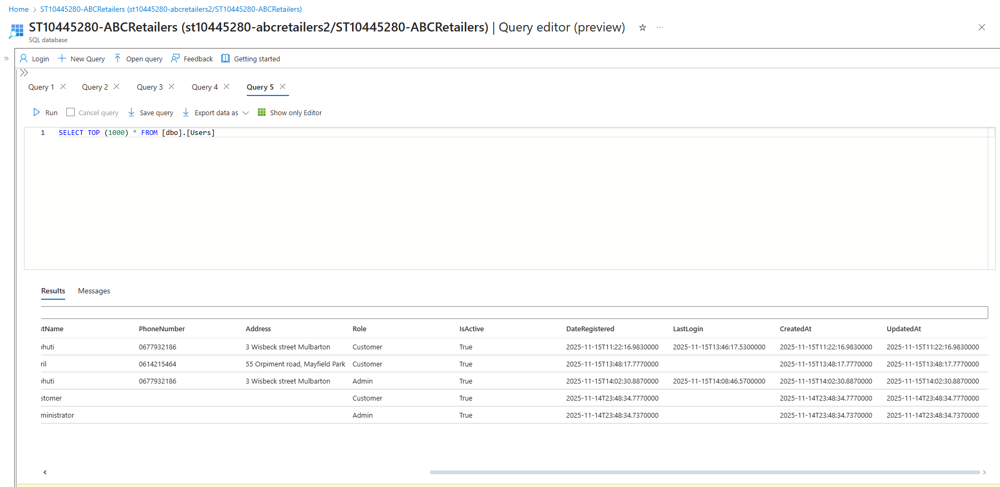 Home > ST10445280-ABCRetailers (st10445280-abcretailers2/ST10445280-ABCRetailers)
ST10445280-ABCRetailers (st10445280-abcretailers2/ST10445280-ABCRetailers) | Query editor (preview)
SQL database
Login New Query Open query Feedback Getting started
Query 1 Query 2 Query 3 Query 4 Query 5
Run Cancel query Save query Export data as Show only Editor
1 SELECT TOP (1000) * FROM [dbo].[Users]
Results Messages
tName PhoneNumber Address Role IsActive DateRegistered LastLogin CreatedAt UpdatedAt
huti 0677932186 3 Wisbeck street Mulbarton Customer True 2025-11-15T11:22:16.9830000 2025-11-15T13:46:17.5300000 2025-11-15T11:22:16.9830000 2025-11-15T11:22:16.9830000
ril 0614215464 55 Orpiment road, Mayfield Park Customer True 2025-11-15T13:48:17.7770000 2025-11-15T13:48:17.7770000 2025-11-15T13:48:17.7770000
huti 0677932186 3 Wisbeck street Mulbarton Admin True 2025-11-15T14:02:30.8870000 2025-11-15T14:08:46.5700000 2025-11-15T14:02:30.8870000 2025-11-15T14:02:30.8870000
stomer Customer True 2025-11-14T23:48:34.7770000 2025-11-14T23:48:34.7770000 2025-11-14T23:48:34.7770000
ministrator Admin True 2025-11-14T23:48:34.7370000 2025-11-14T23:48:34.7370000 2025-11-14T23:48:34.7370000